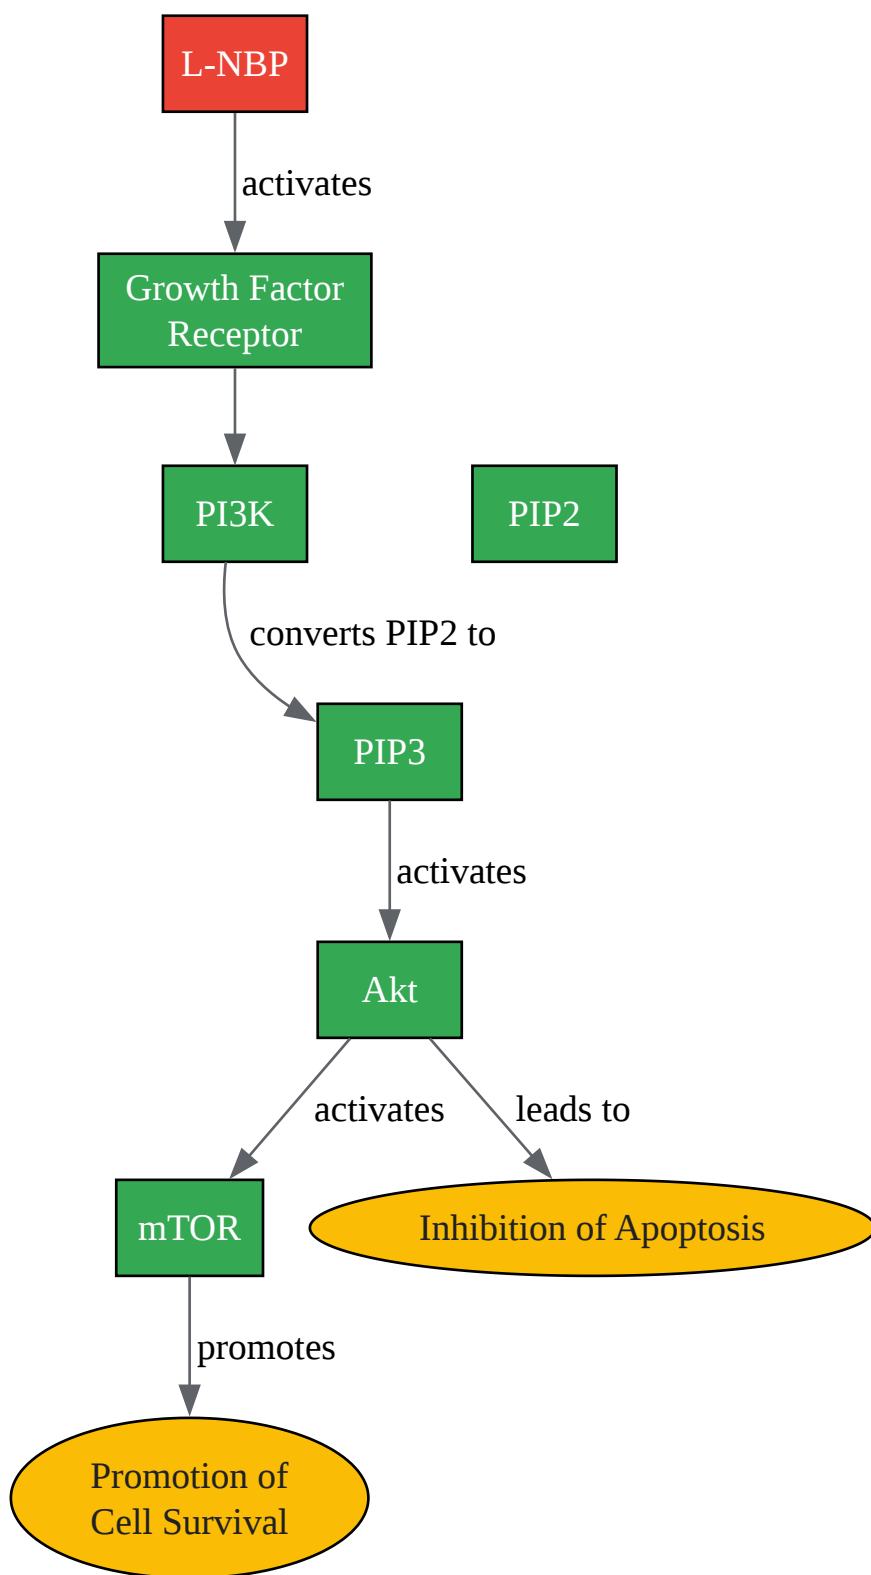 L-NBP
activates
Growth Factor
Receptor
PI3K
PIP2
converts PIP2 to
PIP3
activates
Akt
activates
leads to
mTOR
Inhibition of Apoptosis
promotes
Promotion of
Cell Survival